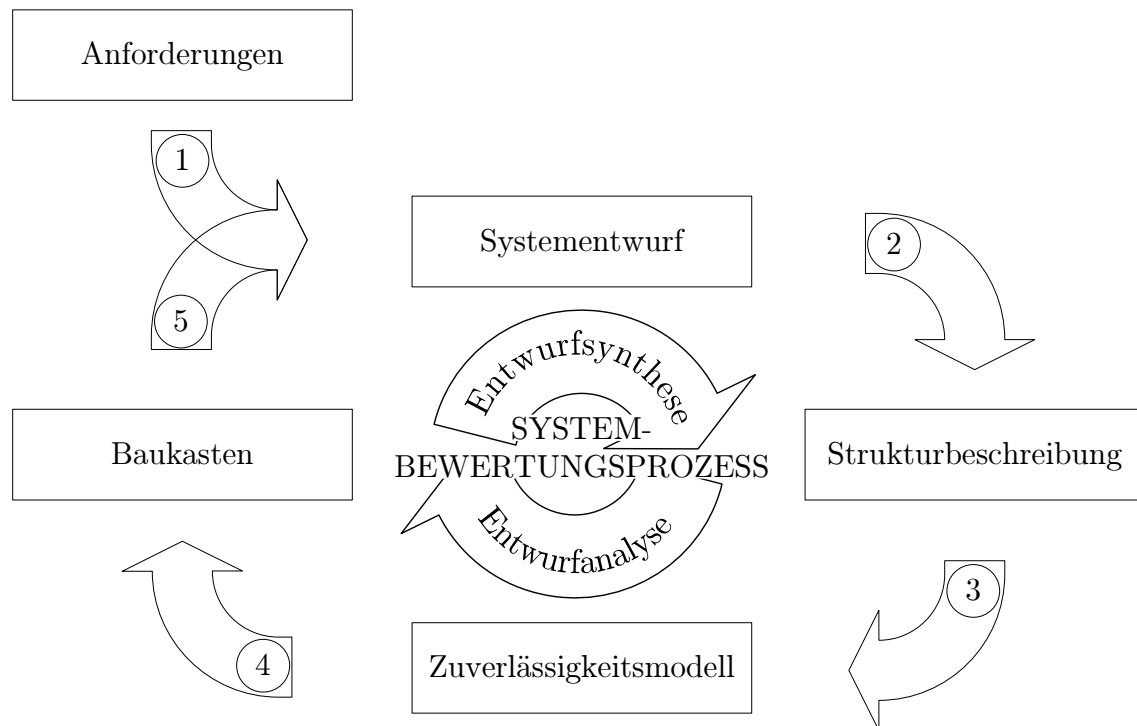 Anforderungen
1
Systementwurf
2
5
Entwurfsynthese
Baukasten
SYSTEM-
BEWERTUNGSPROZESS
Strukturbeschreibung
Entwurfanalyse
3
4
Zuverlässigkeitsmodell